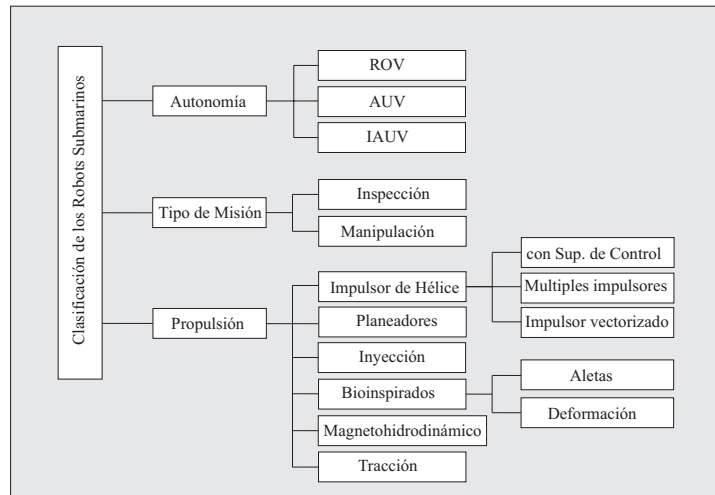 Clasificación de los Robots Submarinos
Autonomía
ROV
AUV
IAUV
Tipo de Misión
Inspección
Manipulación
Propulsión
Impulsor de Hélice
con Sup. de Control
Multiples impulsores
Impulsor vectorizado
Planeadores
Inyección
Bioinspirados
Aletas
Deformación
Magnetohidrodinámico
Tracción